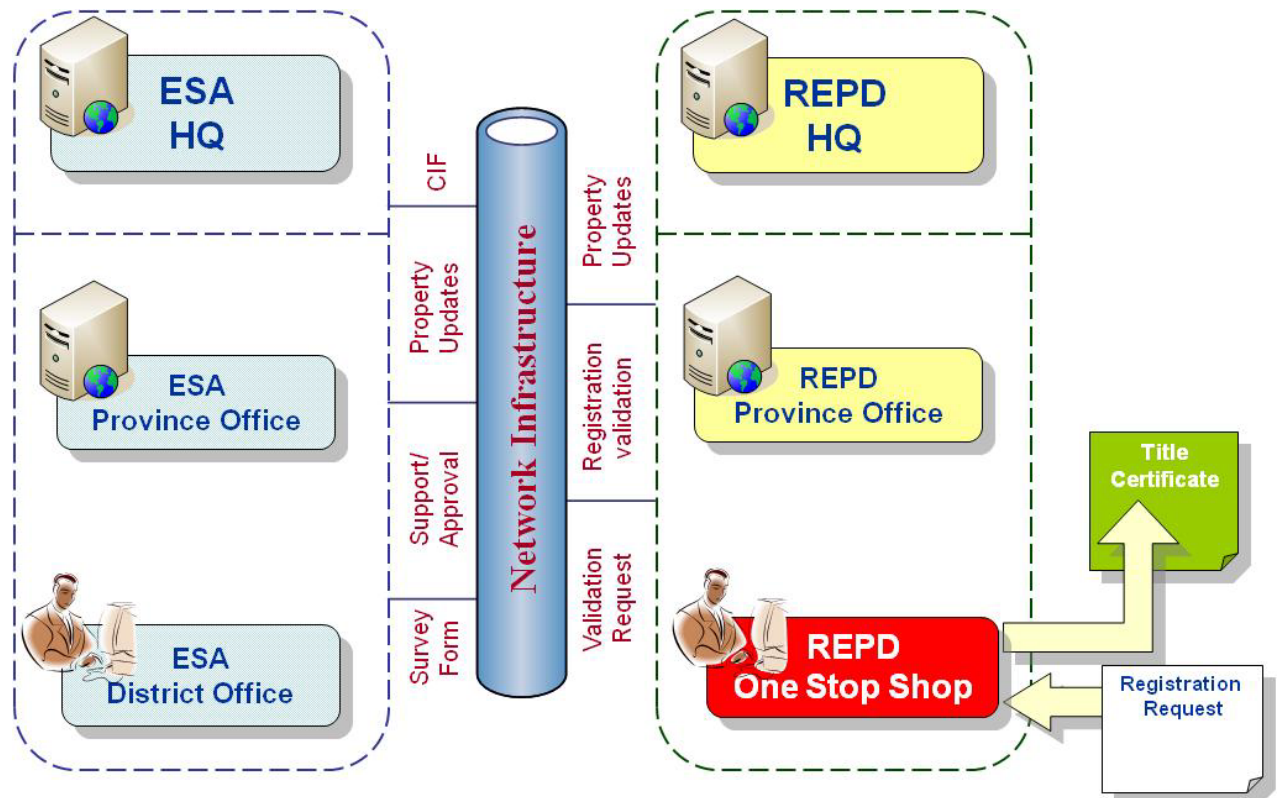 ESA
HQ
ESA
Province Office
ESA
District Office
CIF
Property
Updates
Support/
Approval
Survey
Form
Network Infrastructure
Property
Updates
Registration
validation
Validation
Request
REPD
HQ
REPD
Province Office
REPD
One Stop Shop
Title
Certificate
Registration
Request